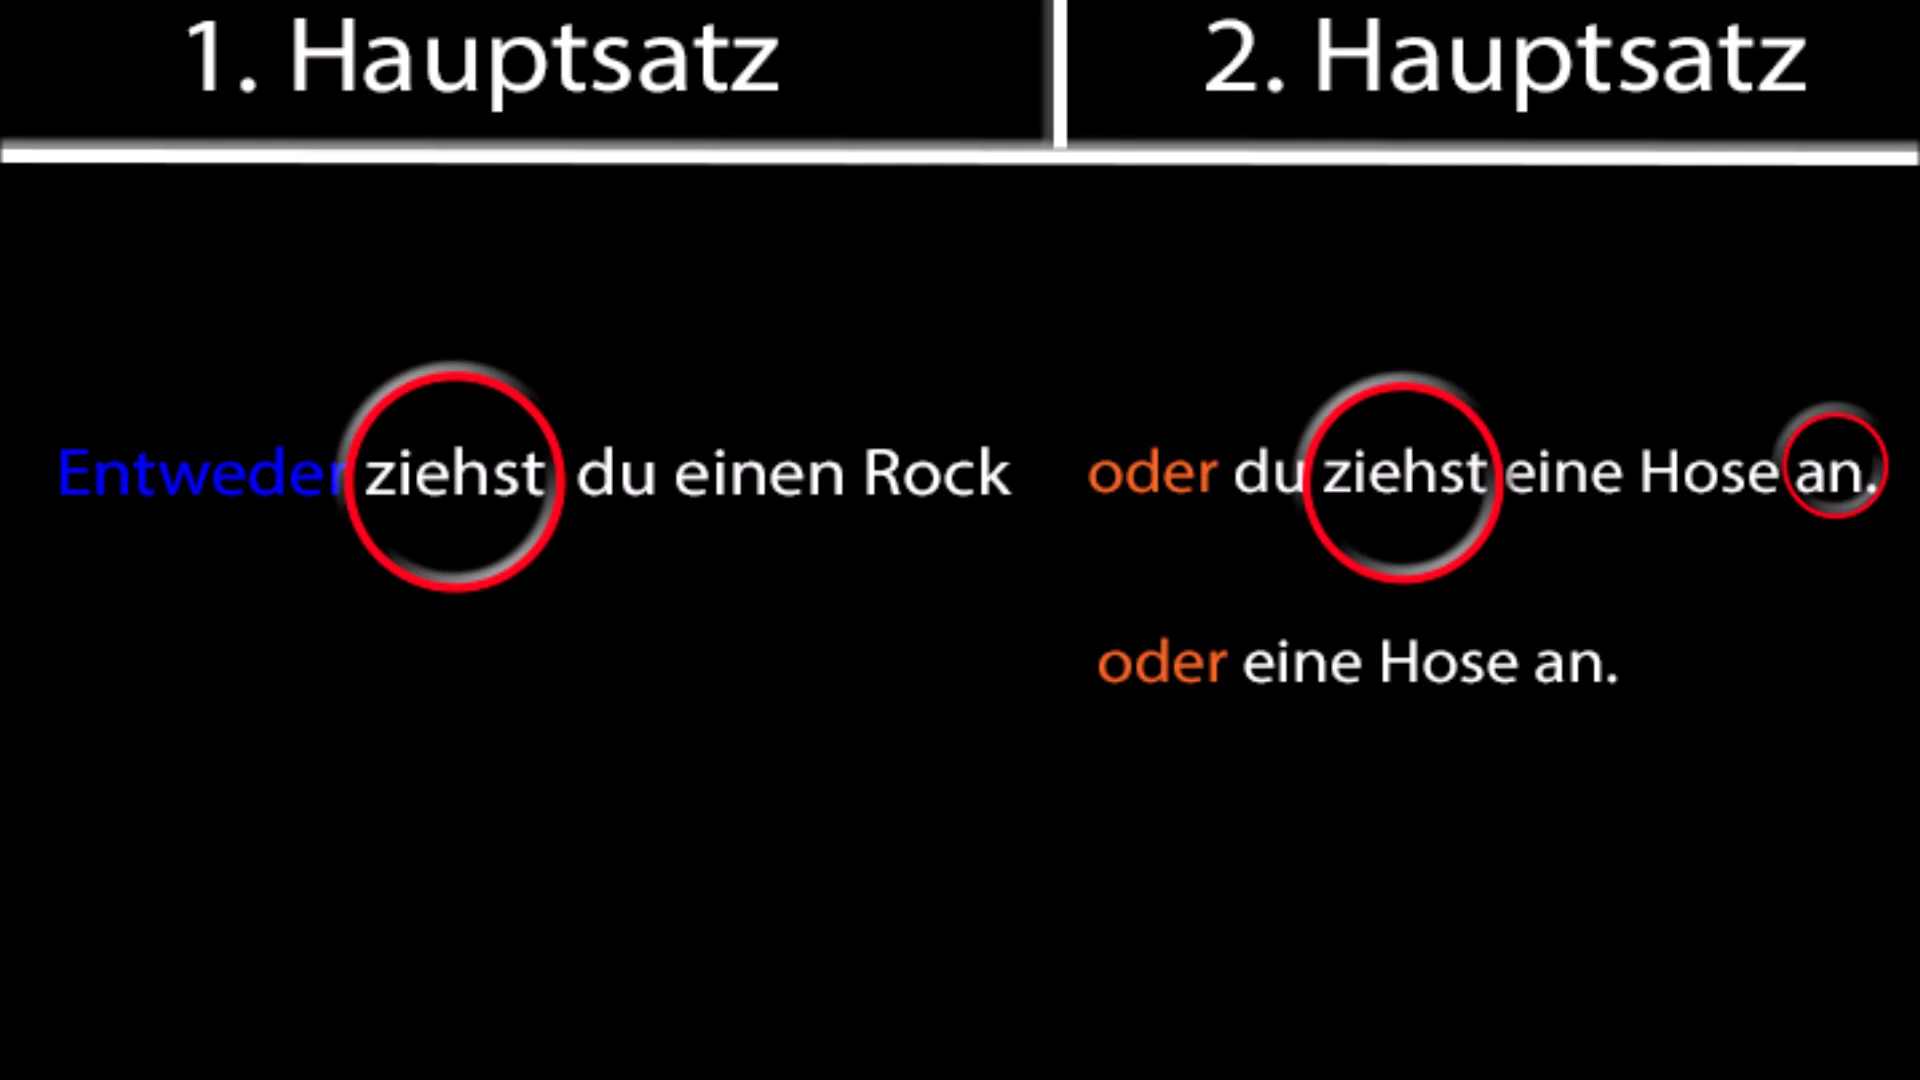 1. Hauptsatz
2. Hauptsatz
Entweder ziehst du einen Rock
oder du ziehst eine Hose an.
oder eine Hose an.